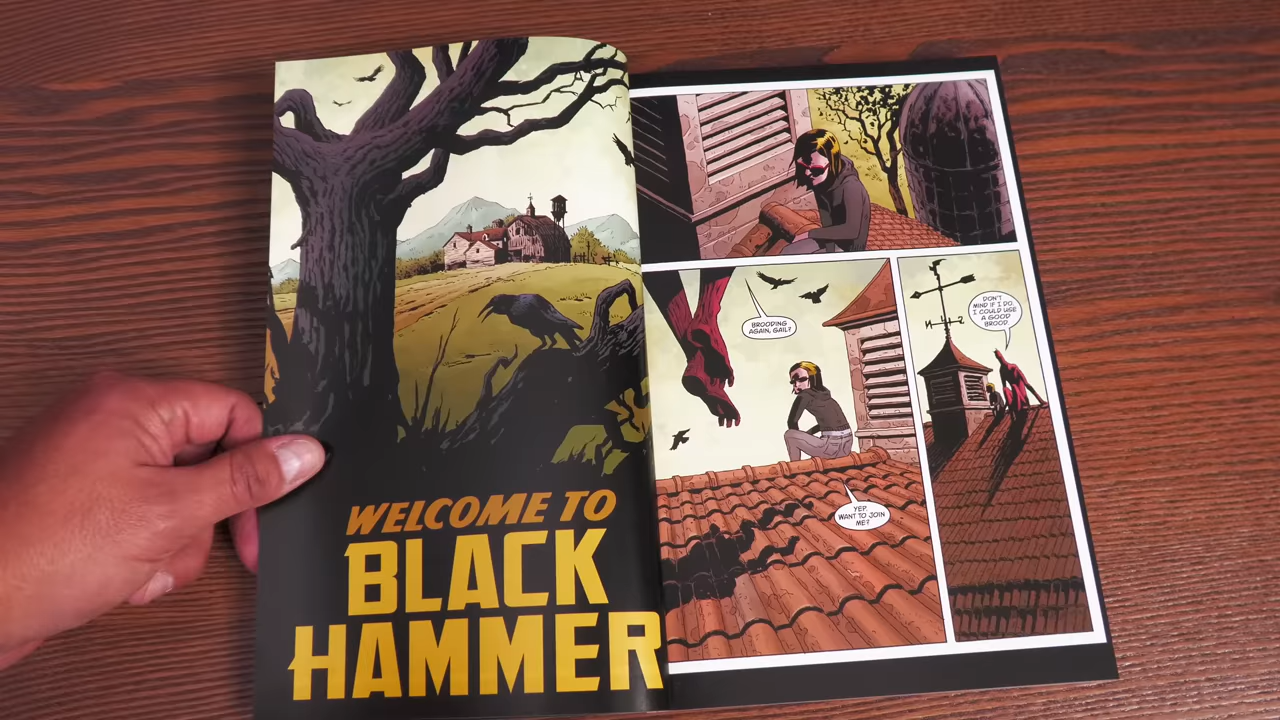 WELCOME TO
BLACK
HAMMER
BROODING
AGAIN, GAIL?
YEP.
WANT TO JOIN
ME?
DON'T
MIND IF I DO.
I COULD USE
A GOOD
BROOD.
N
S